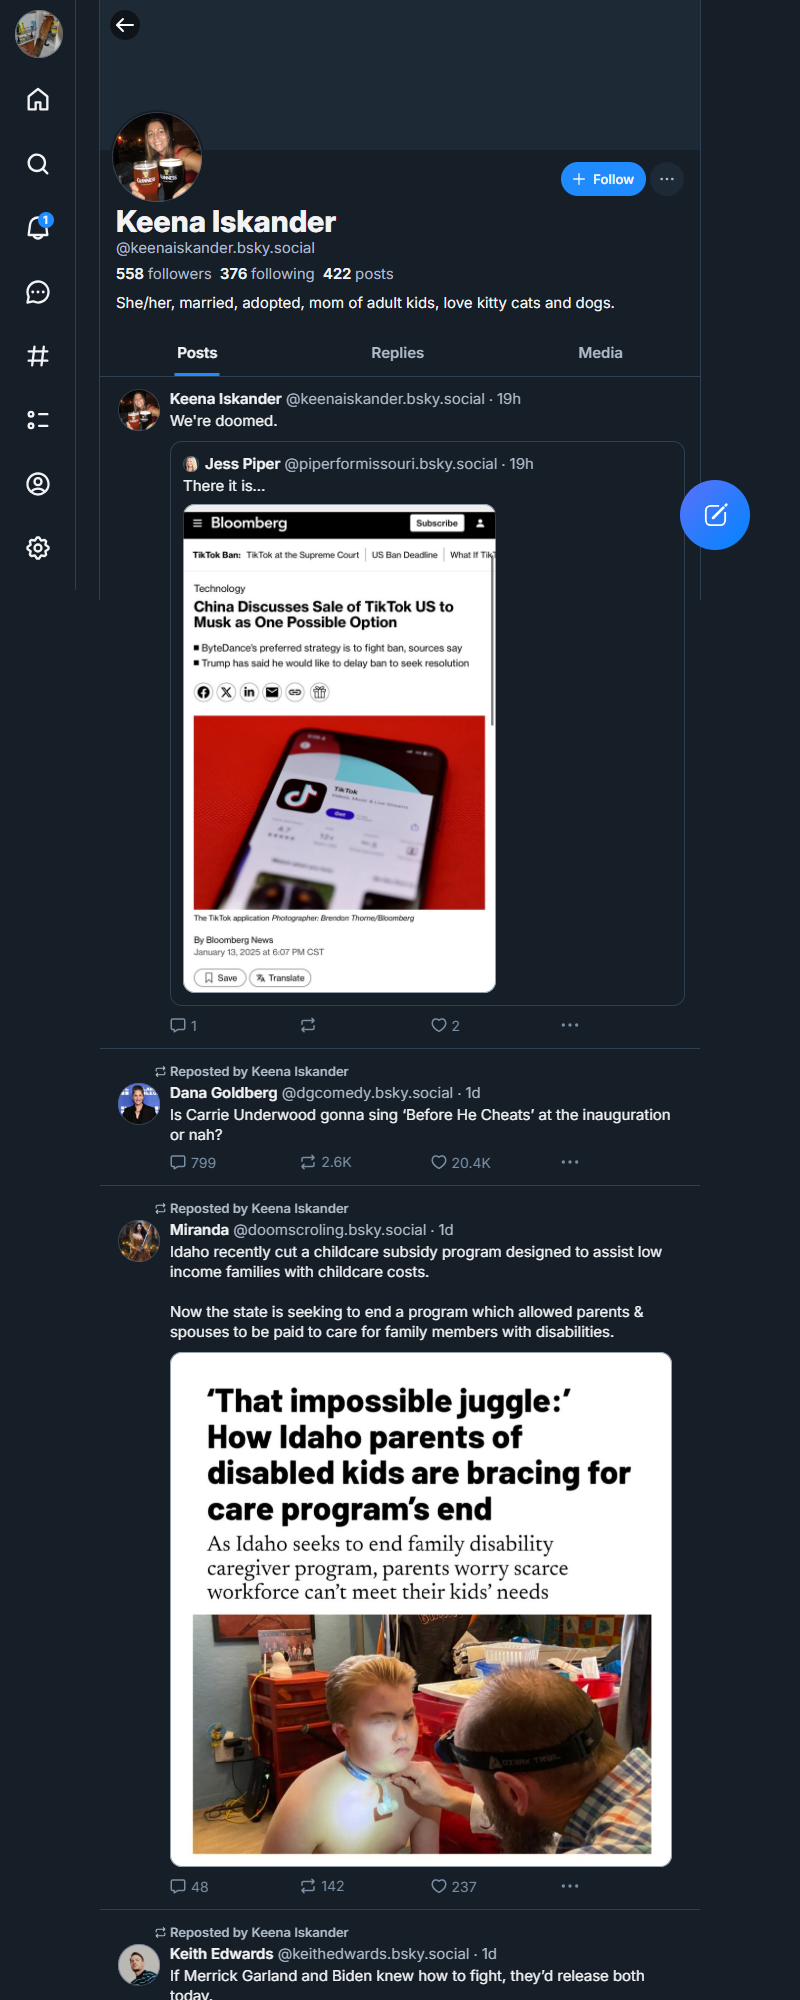 1
+ Follow
Keena Iskander
@keenaiskander.bsky.social
558 followers 376 following 422 posts
She/her, married, adopted, mom of adult kids, love kitty cats and dogs.
Posts Replies Media
Keena Iskander @keenaiskander.bsky.social · 19h
We're doomed.
Jess Piper @piperformissouri.bsky.social · 19h
There it is...
Bloomberg Subscribe
TikTok Ban: TikTok at the Supreme Court US Ban Deadline What If TikT
Technology
China Discusses Sale of TikTok US to
Musk as One Possible Option
■ ByteDance's preferred strategy is to fight ban, sources say
■ Trump has said he would like to delay ban to seek resolution
TikTok
Get
The TikTok application Photographer: Brendon Thorne/Bloomberg
By Bloomberg News
January 13, 2025 at 6:07 PM CST
Save Translate
1 2
Reposted by Keena Iskander
Dana Goldberg @dgcomedy.bsky.social · 1d
Is Carrie Underwood gonna sing ‘Before He Cheats’ at the inauguration
or nah?
799 2.6K 20.4K
Reposted by Keena Iskander
Miranda @doomscroling.bsky.social · 1d
Idaho recently cut a childcare subsidy program designed to assist low
income families with childcare costs.
Now the state is seeking to end a program which allowed parents &
spouses to be paid to care for family members with disabilities.
‘That impossible juggle:’
How Idaho parents of
disabled kids are bracing for
care program’s end
As Idaho seeks to end family disability
caregiver program, parents worry scarce
workforce can’t meet their kids’ needs
48 142 237
Reposted by Keena Iskander
Keith Edwards @keithedwards.bsky.social · 1d
If Merrick Garland and Biden knew how to fight, they’d release both
today.